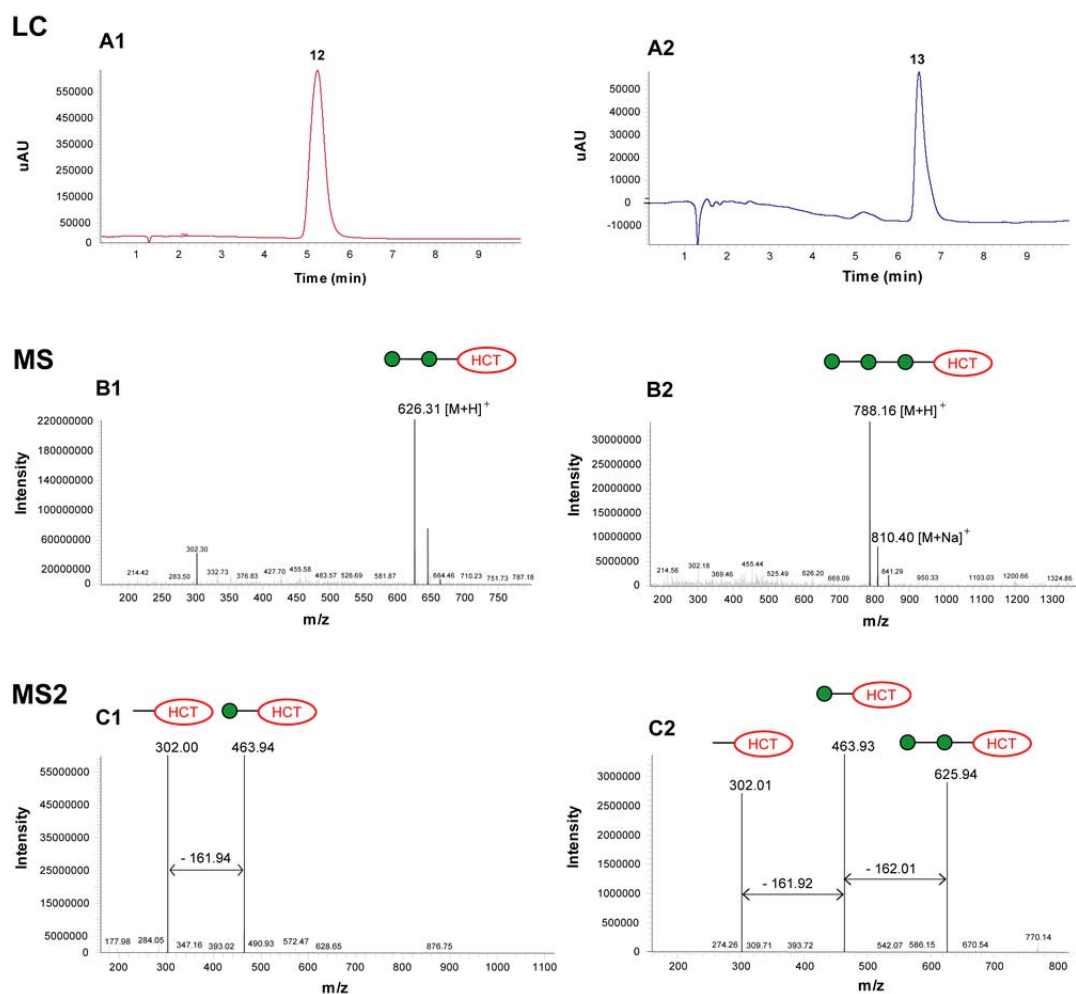 LC
A1
12
550000
450000
350000
250000
150000
50000
0
uAU
1 2 3 4 5 6 7 8 9
Time (min)
A2
13
50000
40000
30000
20000
10000
0
-10000
uAU
1 2 3 4 5 6 7 8 9
Time (min)
MS
HCT
B1
626.31 [M+H]+
220000000
180000000
140000000
100000000
60000000
20000000
0
Intensity
302.30
214.42 283.50 332.73 376.83 427.70 455.58 483.57 526.69 581.87 664.46 710.23 751.73 787.18
200 250 300 350 400 450 500 550 600 650 700 750
m/z
HCT
B2
788.16 [M+H]+
810.40 [M+Na]+
30000000
25000000
20000000
15000000
10000000
5000000
0
Intensity
214.56 302.18 369.46 455.44 525.49 626.20 669.09 841.29 950.33 1103.03 1200.66 1324.86
200 300 400 500 600 700 800 900 1000 1100 1200 1300
m/z
MS2
HCT HCT
C1
302.00 463.94
- 161.94
55000000
45000000
35000000
25000000
15000000
5000000
0
Intensity
177.98 284.05 347.16 393.02 490.93 572.47 628.65 876.75
200 300 400 500 600 700 800 900 1000 1100
m/z
HCT
C2
HCT 463.93 HCT
302.01 625.94
- 162.01
- 161.92
3000000
2500000
2000000
1500000
1000000
500000
0
Intensity
274.26 309.71 393.72 542.07 586.15 670.54 770.14
200 300 400 500 600 700 800
m/z